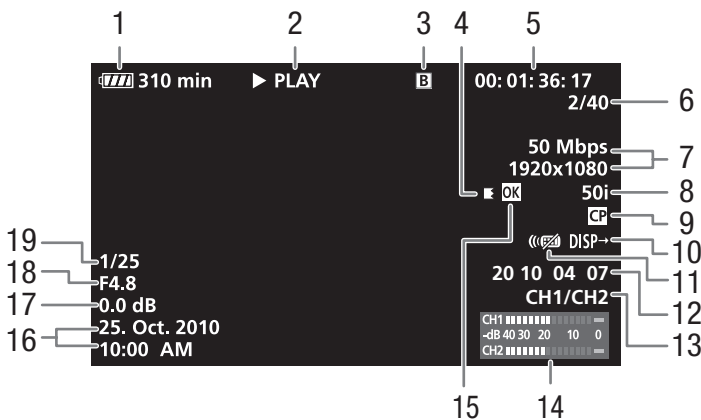 1 2 3 4 5
310 min ▶ PLAY B 00: 01: 36: 17
2/40 6
50 Mbps 7
1920x1080
E OK 50i 8
CP 9
DISP→ 10
11
19 1/25
18 F4.8 20 10 04 07 12
17 0.0 dB CH1/CH2 13
16 25. Oct. 2010
10:00 AM
CH1
-dB 40 30 20 10 0
CH2
15 14